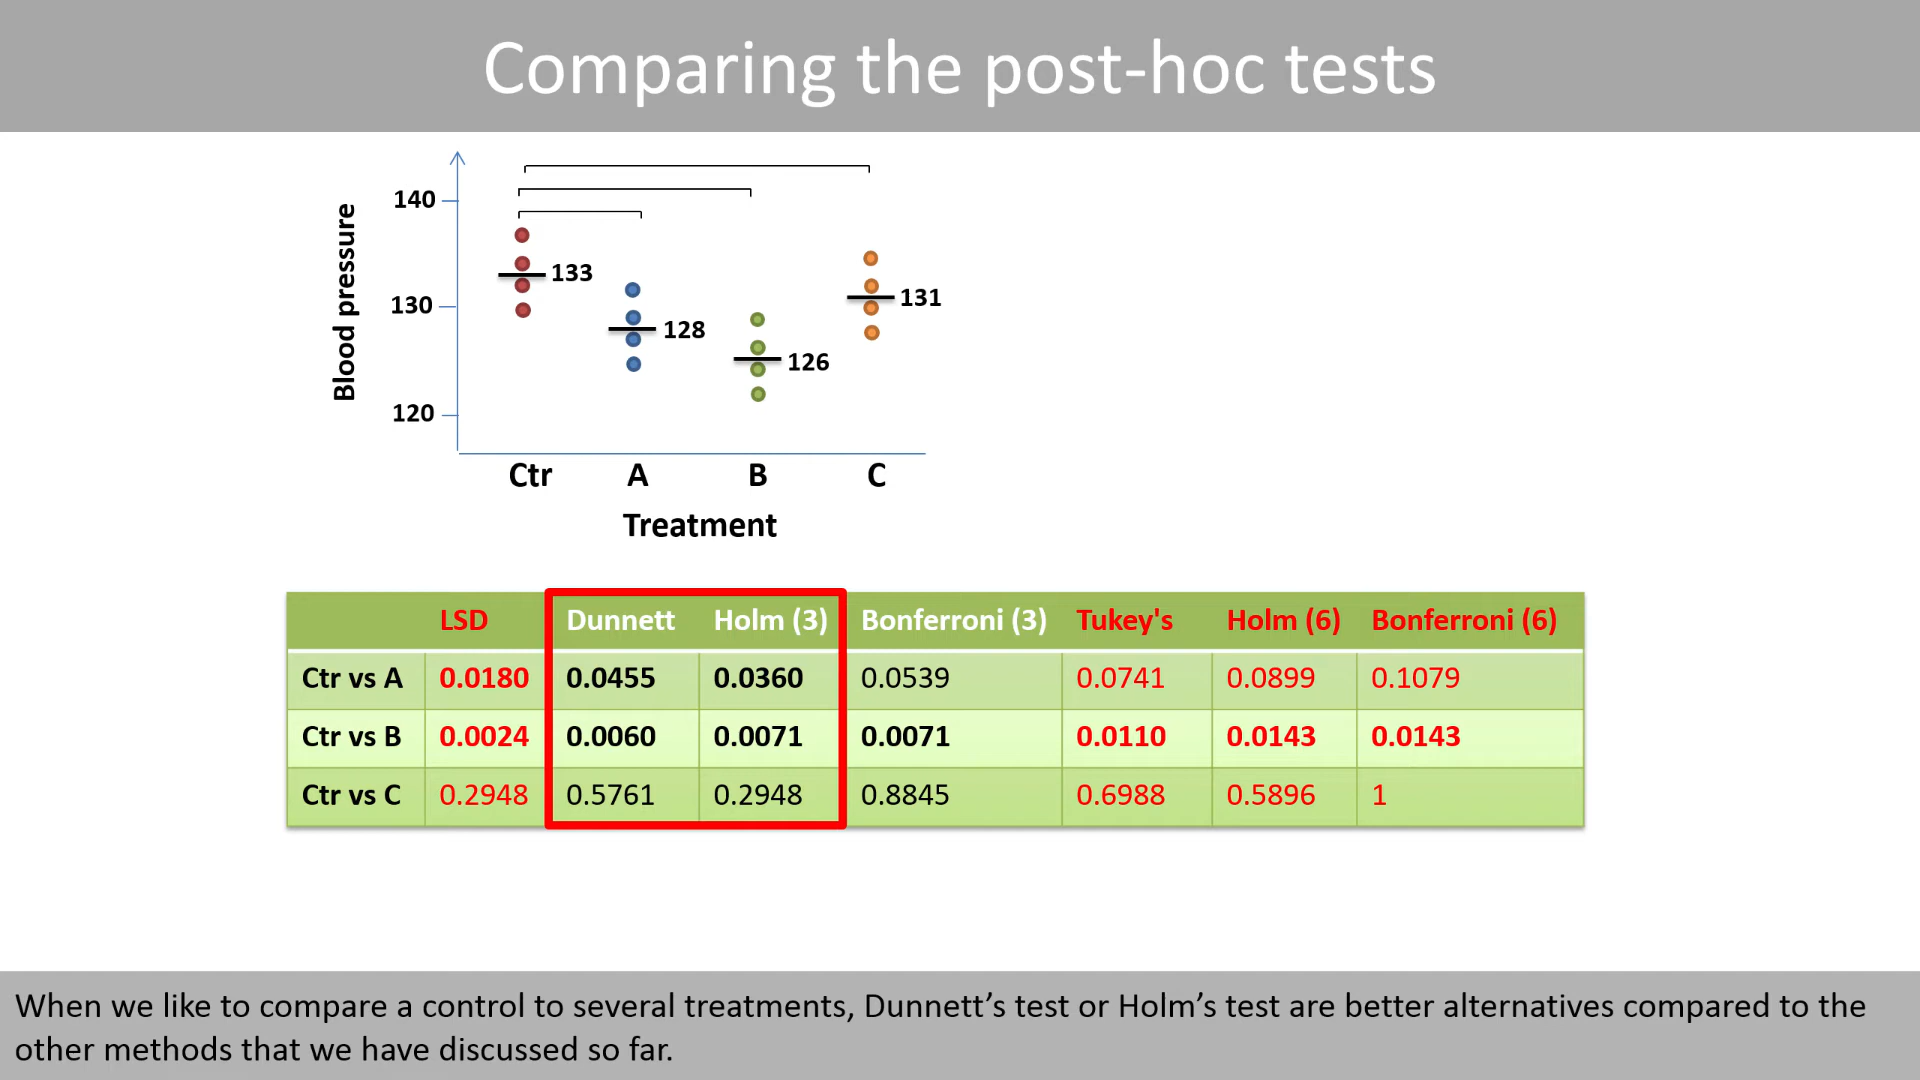 Comparing the post-hoc tests
140
130
120
Blood pressure
133
128
126
131
Ctr A B C
Treatment
LSD Dunnett Holm (3) Bonferroni (3) Tukey's Holm (6) Bonferroni (6)
Ctr vs A 0.0180 0.0455 0.0360 0.0539 0.0741 0.0899 0.1079
Ctr vs B 0.0024 0.0060 0.0071 0.0071 0.0110 0.0143 0.0143
Ctr vs C 0.2948 0.5761 0.2948 0.8845 0.6988 0.5896 1
When we like to compare a control to several treatments, Dunnett’s test or Holm’s test are better alternatives compared to the
other methods that we have discussed so far.